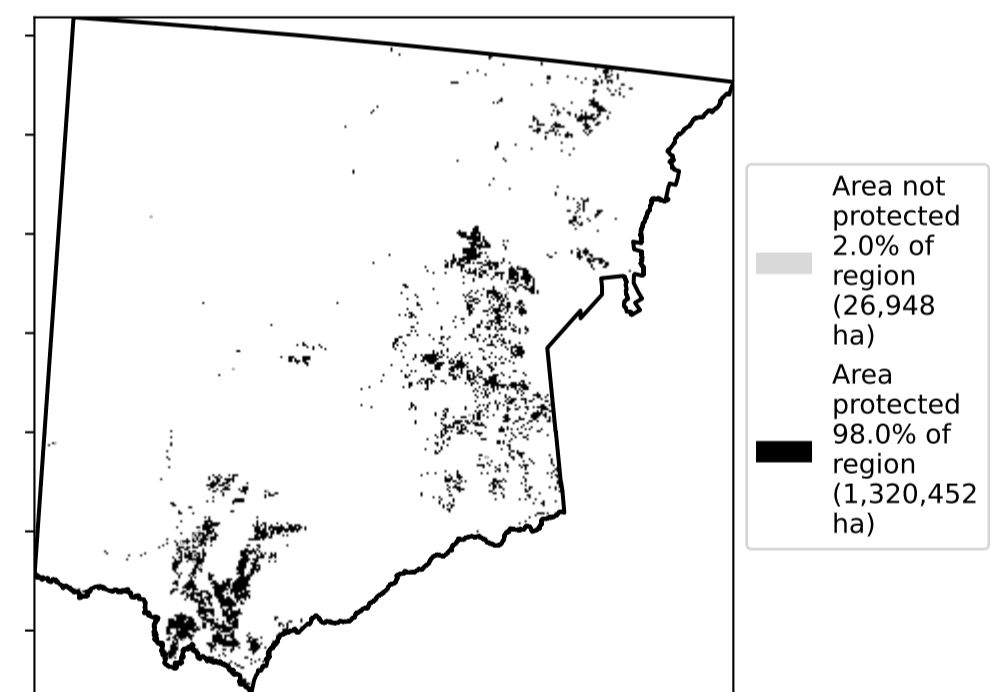 Area not
protected
2.0% of
region
(26,948
ha)
Area
protected
98.0% of
region
(1,320,452
ha)